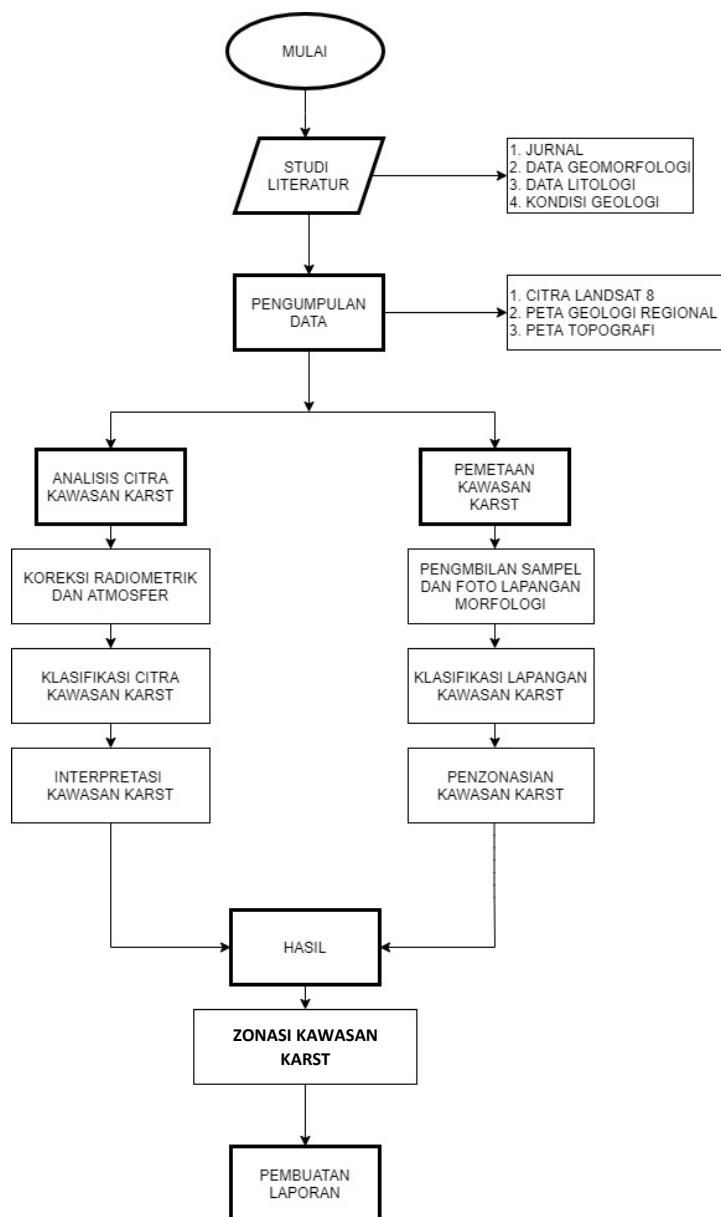 MULAI
STUDI
LITERATUR
1. JURNAL
2. DATA GEOMORFOLOGI
3. DATA LITOLOGI
4. KONDISI GEOLOGI
PENGUMPULAN
DATA
1. CITRA LANDSAT 8
2. PETA GEOLOGI REGIONAL
3. PETA TOPOGRAFI
ANALISIS CITRA
KAWASAN KARST
KOREKSI RADIOMETRIK
DAN ATMOSFER
KLASIFIKASI CITRA
KAWASAN KARST
INTERPRETASI
KAWASAN KARST
PEMETAAN
KAWASAN
KARST
PENGMBILAN SAMPEL
DAN FOTO LAPANGAN
MORFOLOGI
KLASIFIKASI LAPANGAN
KAWASAN KARST
PENZONASIAN
KAWASAN KARST
HASIL
ZONASI KAWASAN
KARST
PEMBUATAN
LAPORAN